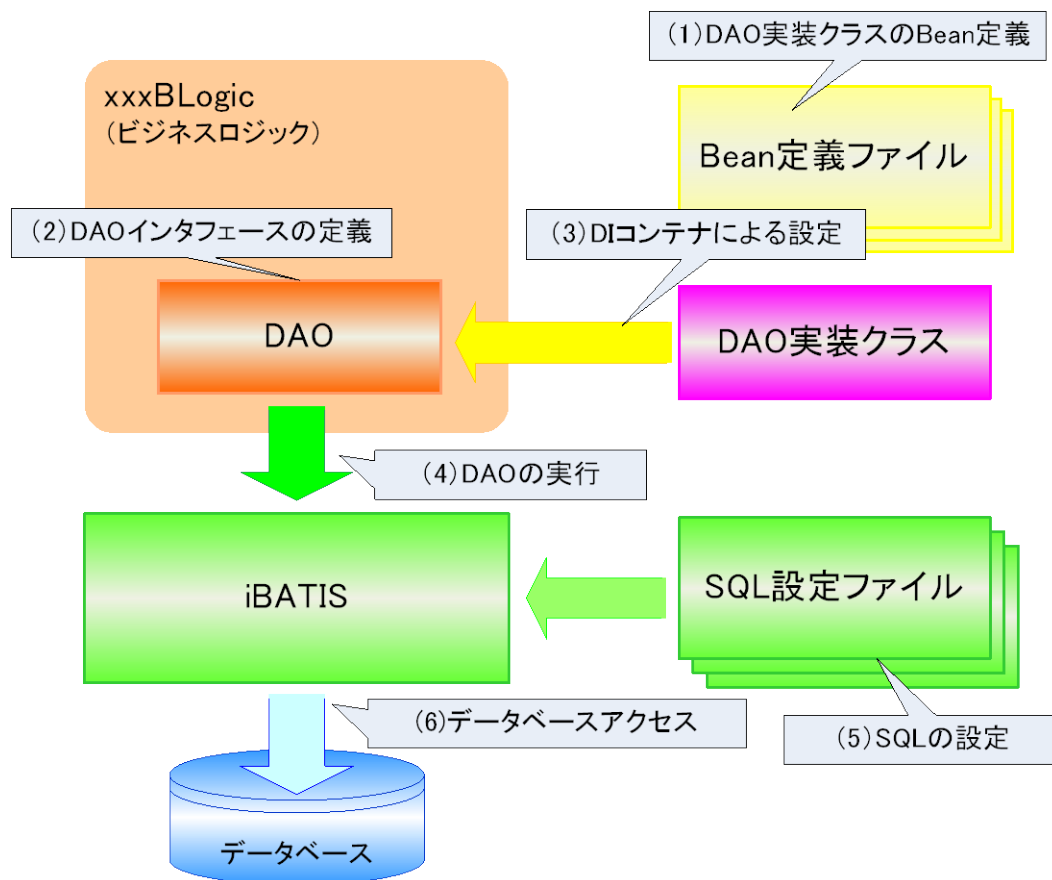 (1)DAO実装クラスのBean定義
xxxBLogic
(ビジネスロジック)
Bean定義ファイル
(2)DAOインタフェースの定義
(3)DIコンテナによる設定
DAO
DAO実装クラス
(4)DAOの実行
iBATIS
SQL設定ファイル
(6)データベースアクセス
(5)SQLの設定
データベース